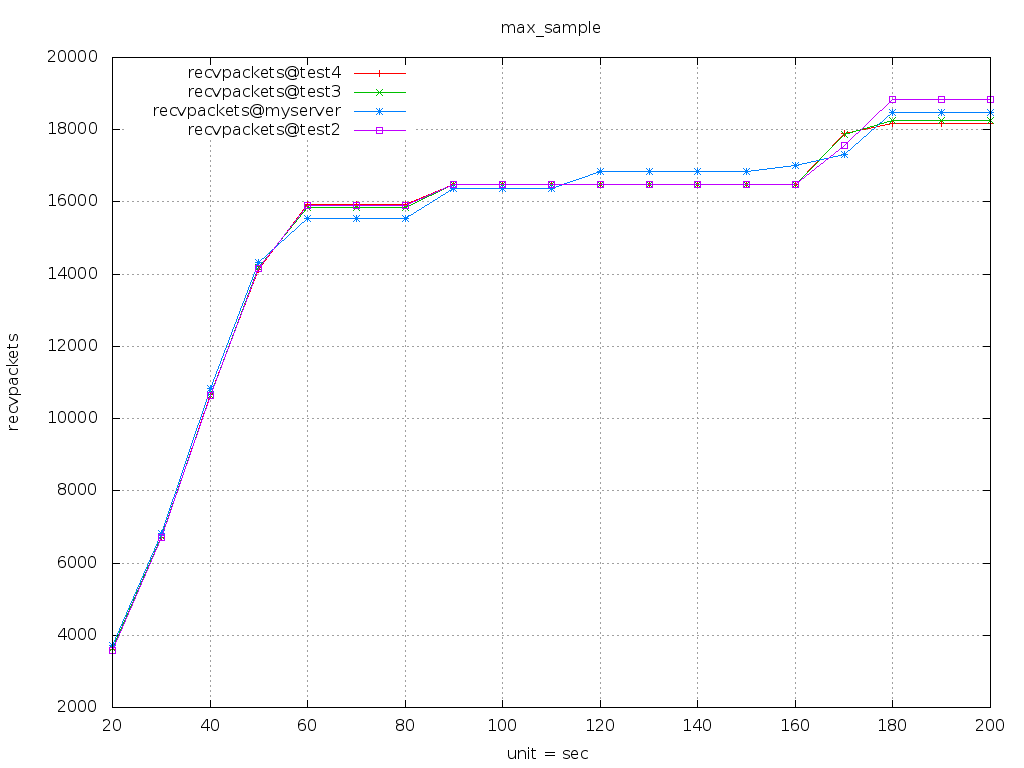 max_sample
20000
18000
16000
14000
12000
10000
8000
6000
4000
2000
recvpackets@test4
recvpackets@test3
recvpackets@myserver
recvpackets@test2
recvpackets
20 40 60 80 100 120 140 160 180 200
unit = sec